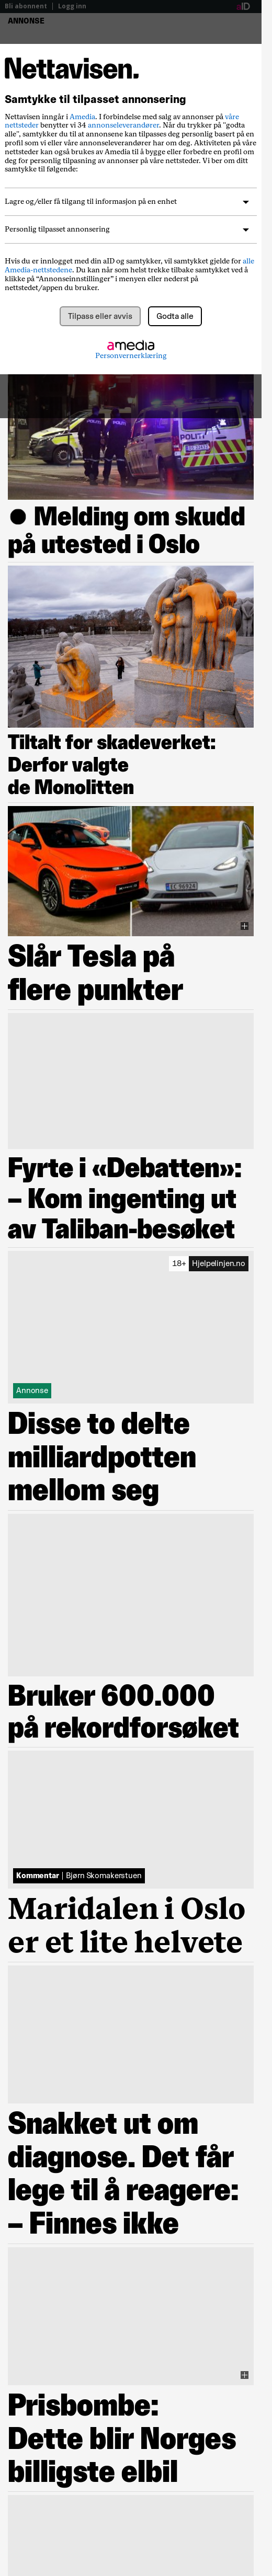 Bli abonnent | Logg inn
aID
ANNONSE
Nettavisen.
Samtykke til tilpasset annonsering
Nettavisen inngår i Amedia. I forbindelse med salg av annonser på våre
nettsteder benytter vi 34 annonseleverandører. Når du trykker på "godta
alle", samtykker du til at annonsene kan tilpasses deg personlig basert på en
profil som vi eller våre annonseleverandører har om deg. Aktiviteten på våre
nettsteder kan også brukes av Amedia til å bygge eller forbedre en profil om
deg for personlig tilpasning av annonser på våre nettsteder. Vi ber om ditt
samtykke til følgende:
Lagre og/eller få tilgang til informasjon på en enhet
Personlig tilpasset annonsering
Hvis du er innlogget med din aID og samtykker, vil samtykket gjelde for alle
Amedia-nettstedene. Du kan når som helst trekke tilbake samtykket ved å
klikke på “Annonseinnstillinger” i menyen eller nederst på
nettstedet/appen du bruker.
Tilpass eller avvis
Godta alle
amedia
Personvernerklæring
POLITI
POLITI
Melding om skudd
på utested i Oslo
Tiltalt for skadeverket:
Derfor valgte
de Monolitten
EC 96924
Slår Tesla på
flere punkter
Fyrte i «Debatten»:
– Kom ingenting ut
av Taliban-besøket
18+ Hjelpelinjen.no
Annonse
Disse to delte
milliardpotten
mellom seg
Bruker 600.000
på rekordforsøket
Kommentar | Bjørn Skomakerstuen
Maridalen i Oslo
er et lite helvete
Snakket ut om
diagnose. Det får
lege til å reagere:
– Finnes ikke
Prisbombe:
Dette blir Norges
billigste elbil